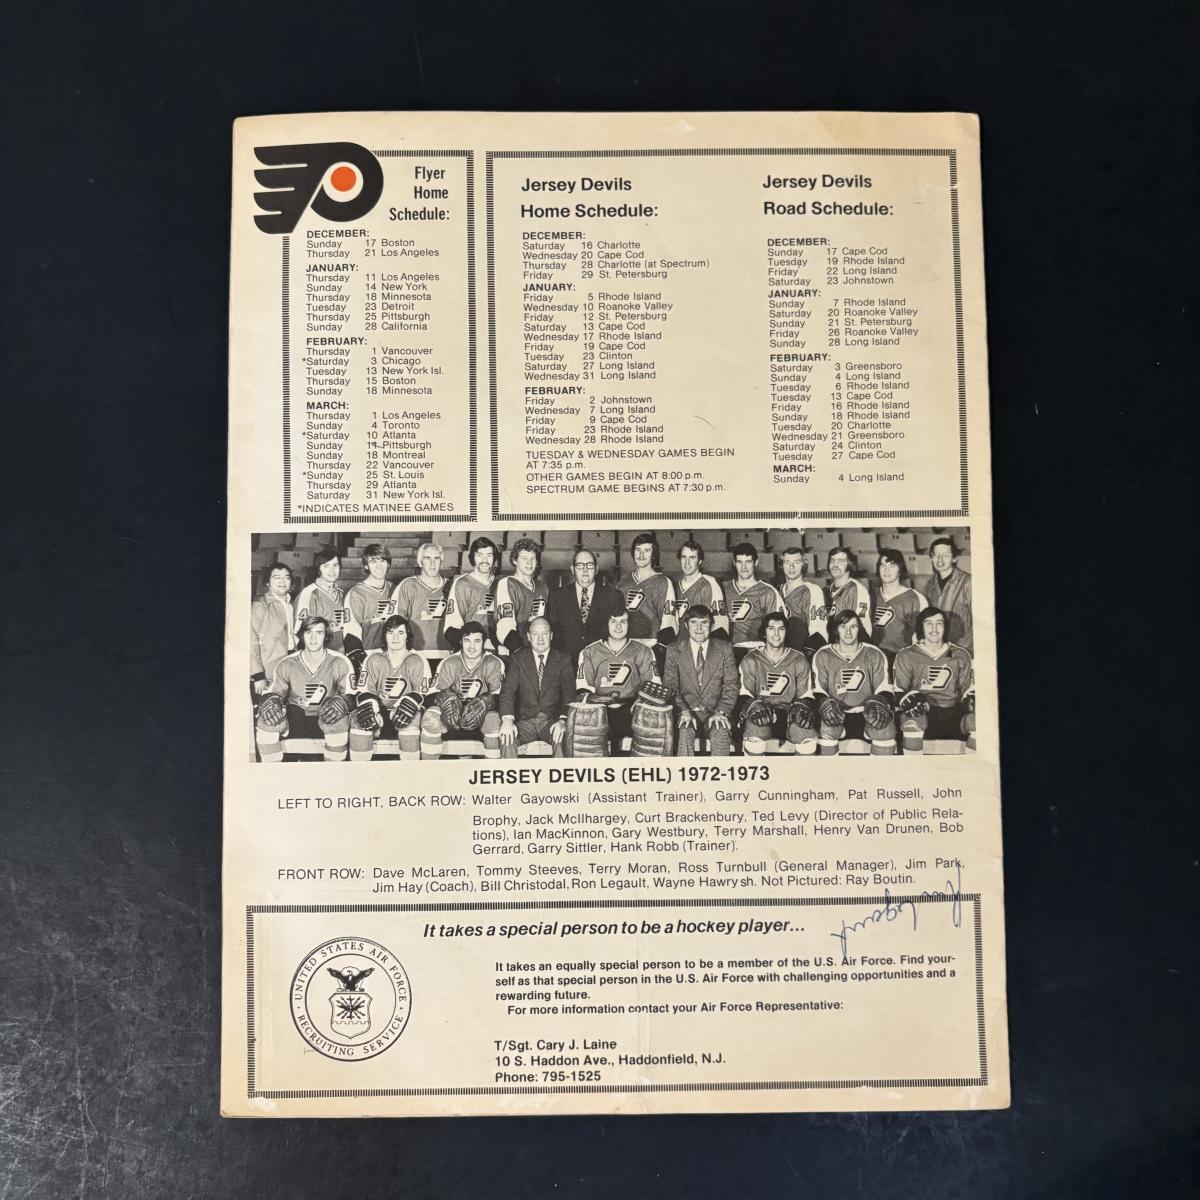 Flyer
Home
Schedule:
DECEMBER:
Sunday 17 Boston
Thursday 21 Los Angeles
JANUARY:
Thursday 11 Los Angeles
Sunday 14 New York
Thursday 18 Minnesota
Tuesday 23 Detroit
Thursday 25 Pittsburgh
Sunday 28 California
FEBRUARY:
Thursday 1 Vancouver
*Saturday 3 Chicago
Tuesday 13 New York Isl.
Thursday 15 Boston
Sunday 18 Minnesota
MARCH:
Thursday 1 Los Angeles
Sunday 4 Toronto
*Saturday 10 Atlanta
Sunday 11 Pittsburgh
Sunday 18 Montreal
Thursday 22 Vancouver
*Sunday 25 St. Louis
Thursday 29 Atlanta
Saturday 31 New York Isl.
*INDICATES MATINEE GAMES
Jersey Devils
Home Schedule:
DECEMBER:
Saturday 16 Charlotte
Wednesday 20 Cape Cod
Thursday 28 Charlotte (at Spectrum)
Friday 29 St. Petersburg
JANUARY:
Friday 5 Rhode Island
Wednesday 10 Roanoke Valley
Friday 12 St. Petersburg
Saturday 13 Cape Cod
Wednesday 17 Rhode Island
Friday 19 Cape Cod
Tuesday 23 Clinton
Saturday 27 Long Island
Wednesday 31 Long Island
FEBRUARY:
Friday 2 Johnstown
Wednesday 7 Long Island
Friday 9 Cape Cod
Friday 23 Rhode Island
Wednesday 28 Rhode Island
TUESDAY & WEDNESDAY GAMES BEGIN
AT 7:35 p.m.
OTHER GAMES BEGIN AT 8:00 p.m.
SPECTRUM GAME BEGINS AT 7:30 p.m.
Jersey Devils
Road Schedule:
DECEMBER:
Sunday 17 Cape Cod
Tuesday 19 Rhode Island
Friday 22 Long Island
Saturday 23 Johnstown
JANUARY:
Sunday 7 Rhode Island
Saturday 20 Roanoke Valley
Sunday 21 St. Petersburg
Friday 26 Roanoke Valley
Sunday 28 Long Island
FEBRUARY:
Saturday 3 Greensboro
Sunday 4 Long Island
Tuesday 6 Rhode Island
Tuesday 13 Cape Cod
Friday 16 Rhode Island
Sunday 18 Rhode Island
Tuesday 20 Charlotte
Wednesday 21 Greensboro
Saturday 24 Clinton
Tuesday 27 Cape Cod
MARCH:
Sunday 4 Long Island
JERSEY DEVILS (EHL) 1972-1973
LEFT TO RIGHT, BACK ROW: Walter Gayowski (Assistant Trainer), Garry Cunningham, Pat Russell, John
Brophy, Jack McIlhargey, Curt Brackenbury, Ted Levy (Director of Public Rela-
tions), Ian MacKinnon, Gary Westbury, Terry Marshall, Henry Van Drunen, Bob
Gerrard, Garry Sittler, Hank Robb (Trainer).
FRONT ROW: Dave McLaren, Tommy Steeves, Terry Moran, Ross Turnbull (General Manager), Jim Park,
Jim Hay (Coach), Bill Christodal, Ron Legault, Wayne Hawrysh. Not Pictured: Ray Boutin.
It takes a special person to be a hockey player...
UNITED STATES AIR FORCE
RECRUITING SERVICE
It takes an equally special person to be a member of the U.S. Air Force. Find your-
self as that special person in the U.S. Air Force with challenging opportunities and a
rewarding future.
For more information contact your Air Force Representative:
T/Sgt. Cary J. Laine
10 S. Haddon Ave., Haddonfield, N.J.
Phone: 795-1525